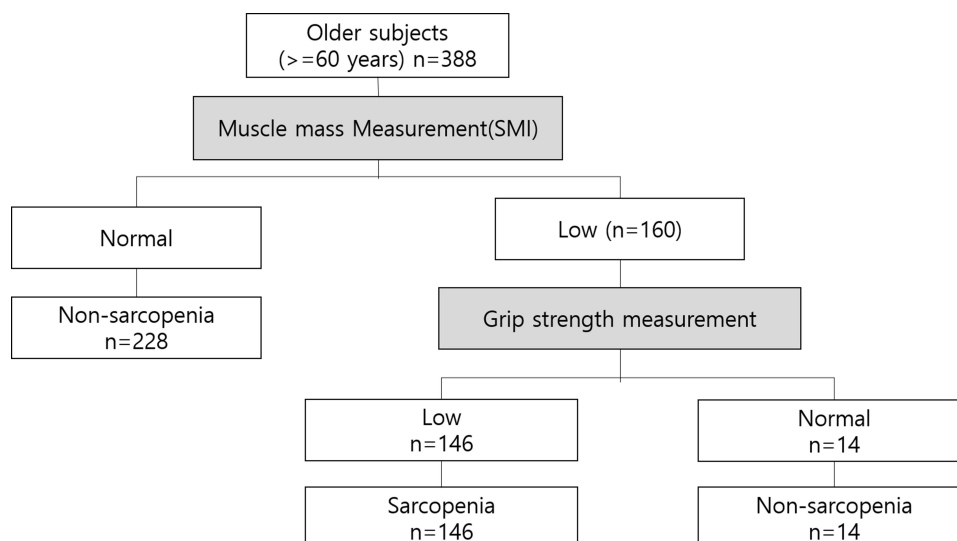 Older subjects
(>=60 years) n=388
Muscle mass Measurement(SMI)
Normal
Low (n=160)
Non-sarcopenia
n=228
Grip strength measurement
Low
n=146
Normal
n=14
Sarcopenia
n=146
Non-sarcopenia
n=14